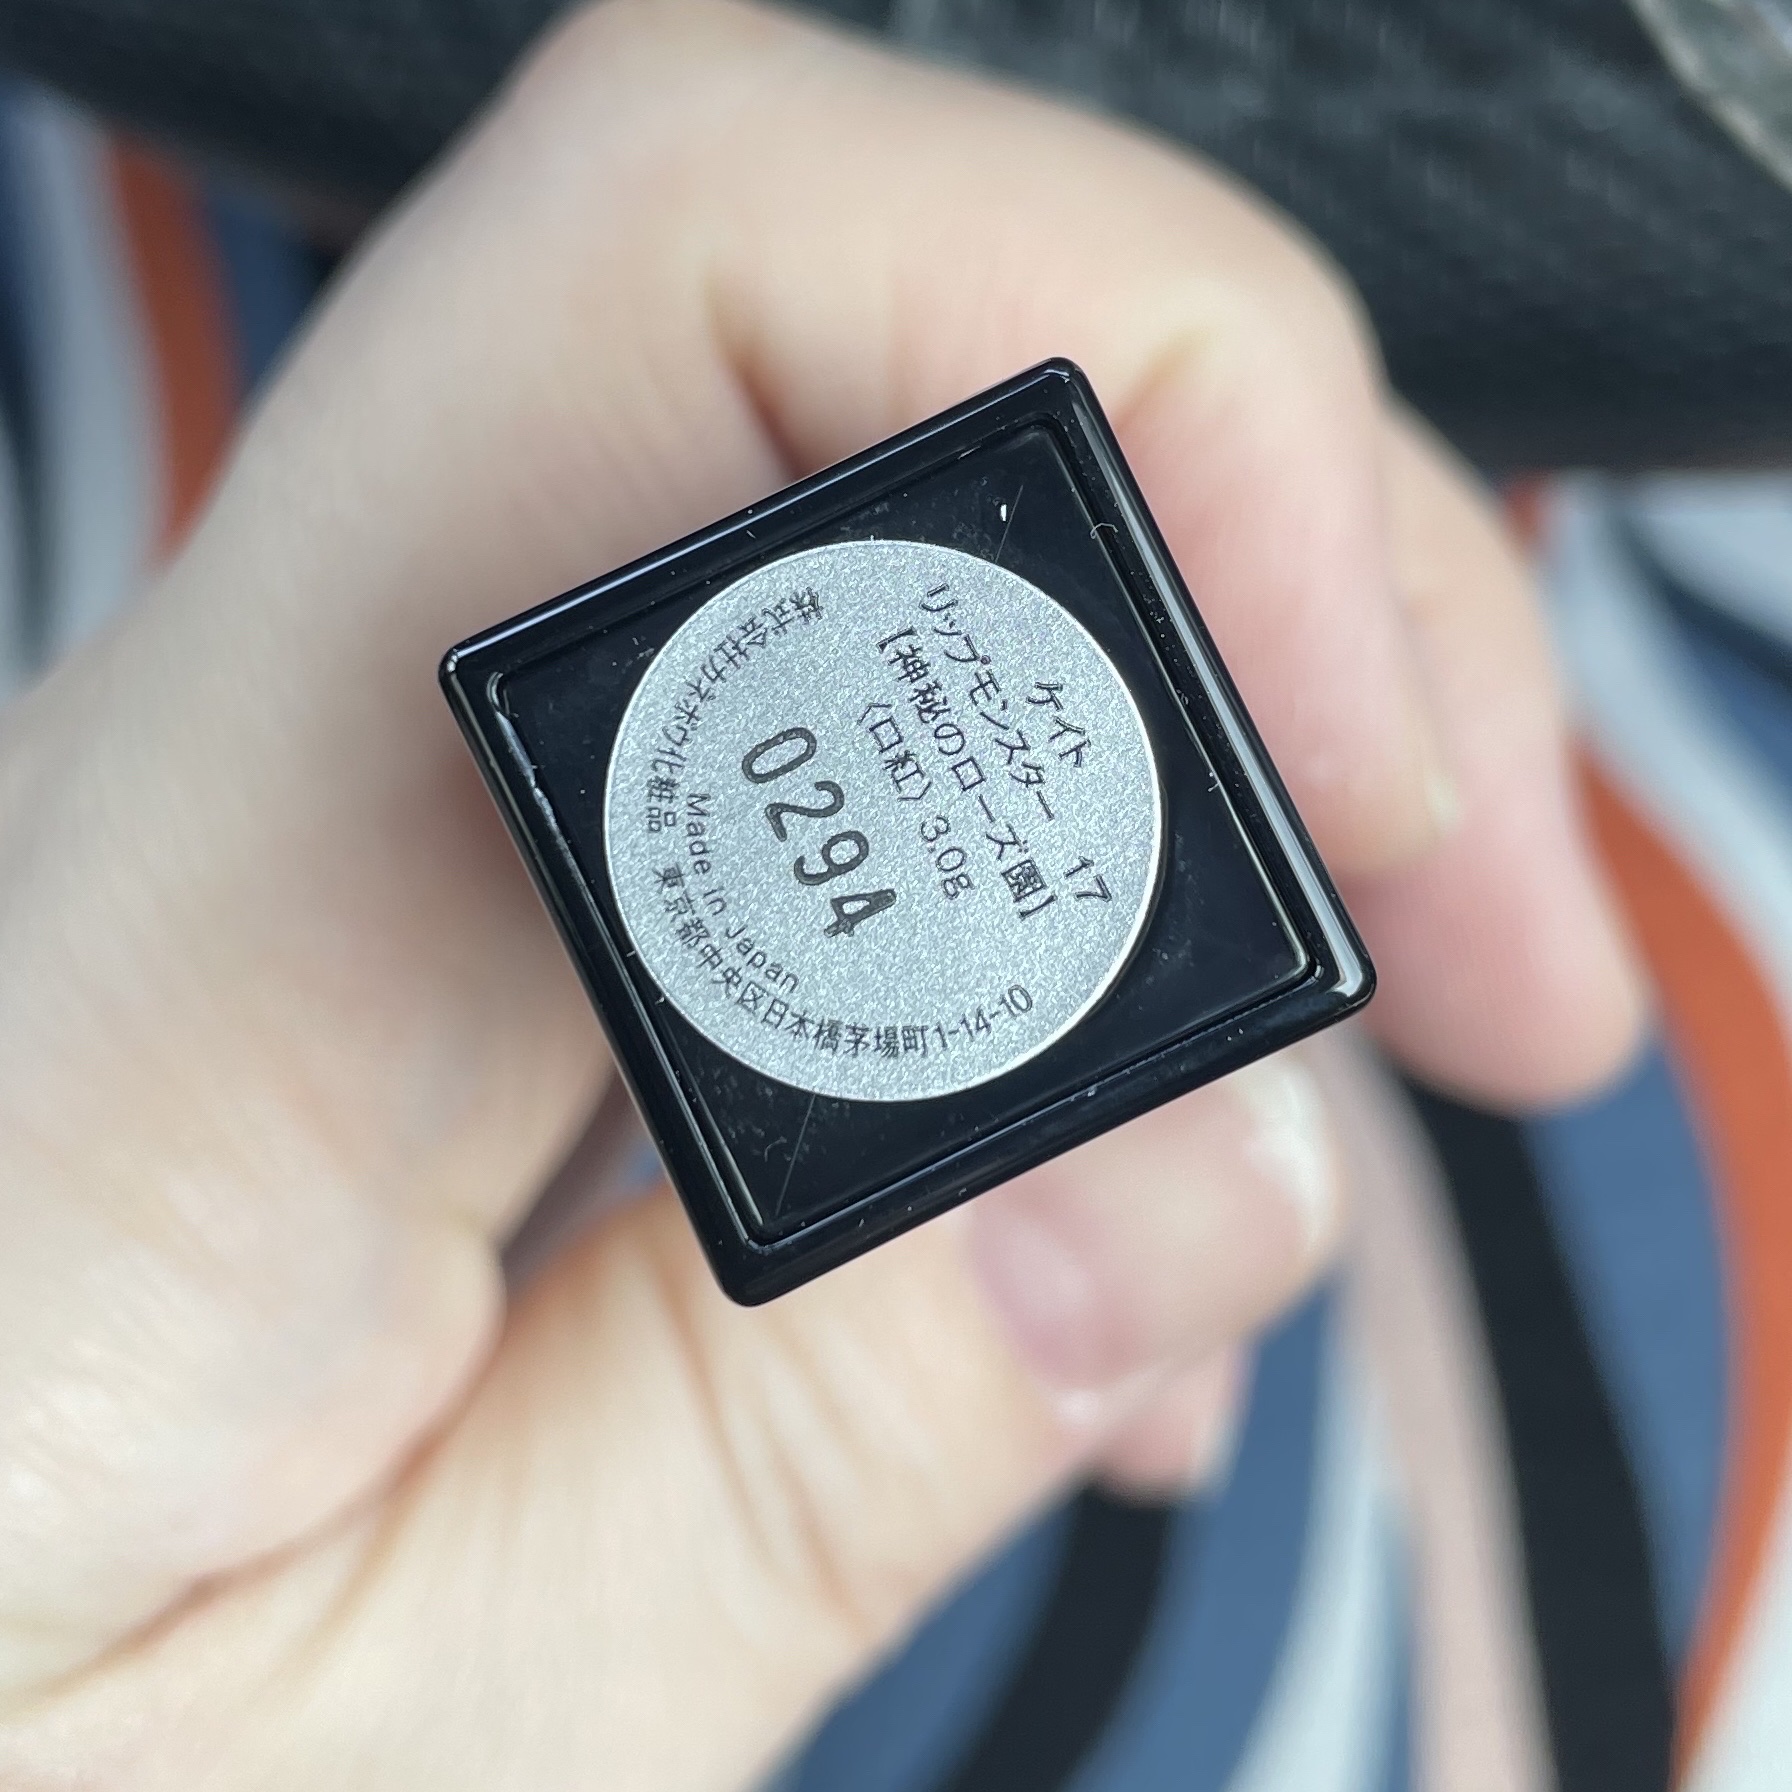 ケイト 17
リップモンスター
【神秘のローズ園】
〈口紅〉 3.0g
0294
Made in Japan
株式会社カネボウ化粧品 東京都中央区日本橋茅場町1-14-10